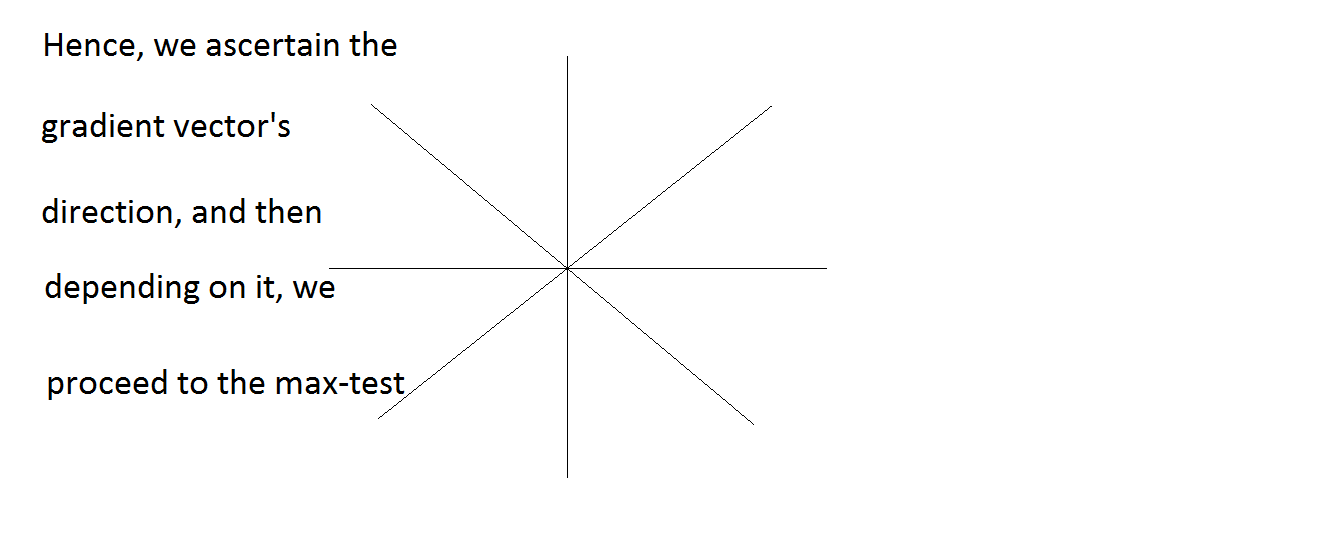 Hence, we ascertain the
gradient vector's
direction, and then
depending on it, we
proceed to the max-test